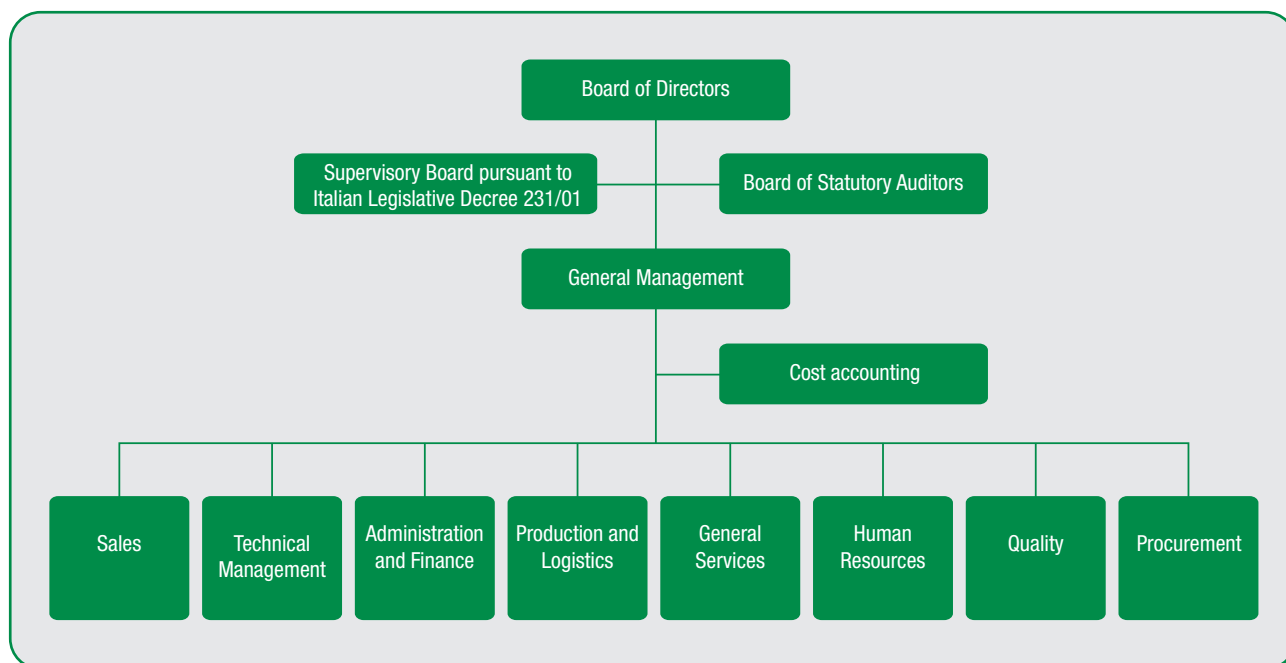 Board of Directors
Supervisory Board pursuant to
Italian Legislative Decree 231/01
Board of Statutory Auditors
General Management
Cost accounting
Sales
Technical
Management
Administration
and Finance
Production and
Logistics
General
Services
Human
Resources
Quality
Procurement